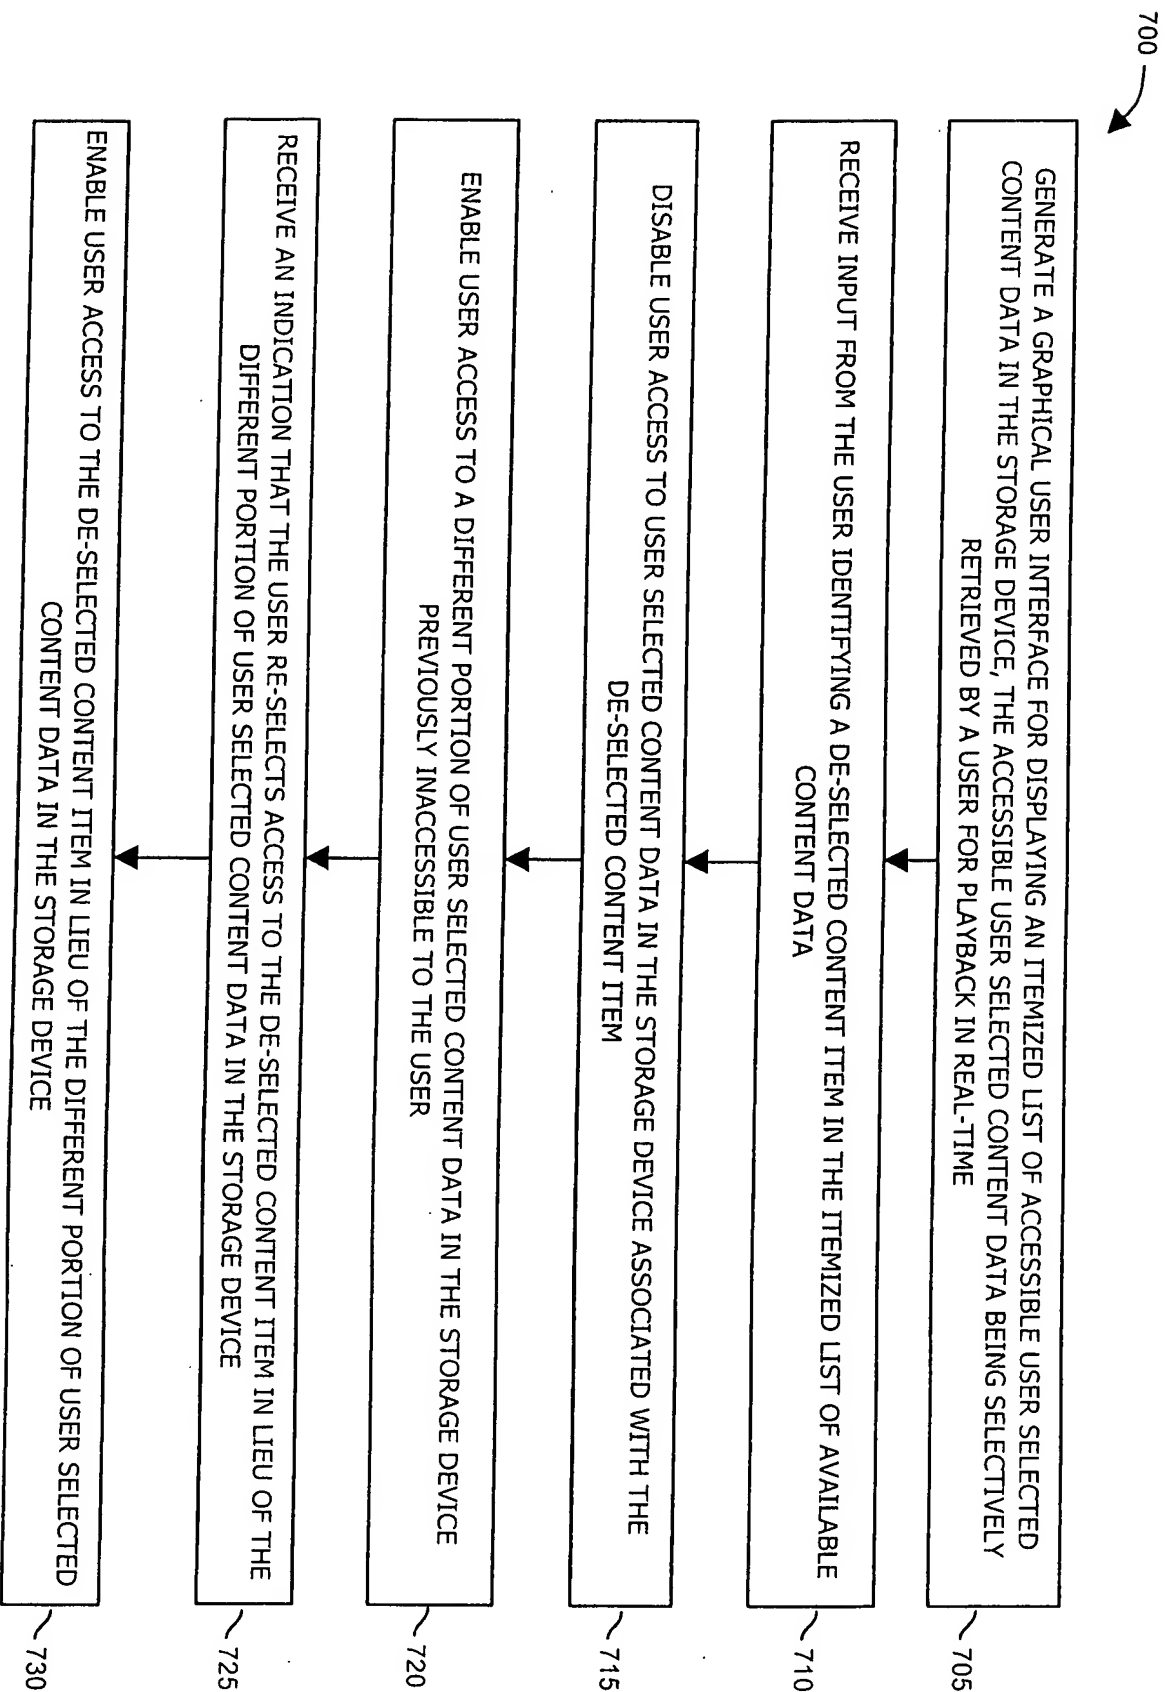 700
GENERATE A GRAPHICAL USER INTERFACE FOR DISPLAYING AN ITEMIZED LIST OF ACCESSIBLE USER SELECTED
CONTENT DATA IN THE STORAGE DEVICE, THE ACCESSIBLE USER SELECTED CONTENT DATA BEING SELECTIVELY
RETRIEVED BY A USER FOR PLAYBACK IN REAL-TIME
705
RECEIVE INPUT FROM THE USER IDENTIFYING A DE-SELECTED CONTENT ITEM IN THE ITEMIZED LIST OF AVAILABLE
CONTENT DATA
710
DISABLE USER ACCESS TO USER SELECTED CONTENT DATA IN THE STORAGE DEVICE ASSOCIATED WITH THE
DE-SELECTED CONTENT ITEM
715
ENABLE USER ACCESS TO A DIFFERENT PORTION OF USER SELECTED CONTENT DATA IN THE STORAGE DEVICE
PREVIOUSLY INACCESSIBLE TO THE USER
720
RECEIVE AN INDICATION THAT THE USER RE-SELECTS ACCESS TO THE DE-SELECTED CONTENT ITEM IN LIEU OF THE
DIFFERENT PORTION OF USER SELECTED CONTENT DATA IN THE STORAGE DEVICE
725
ENABLE USER ACCESS TO THE DE-SELECTED CONTENT ITEM IN LIEU OF THE DIFFERENT PORTION OF USER SELECTED
CONTENT DATA IN THE STORAGE DEVICE
730